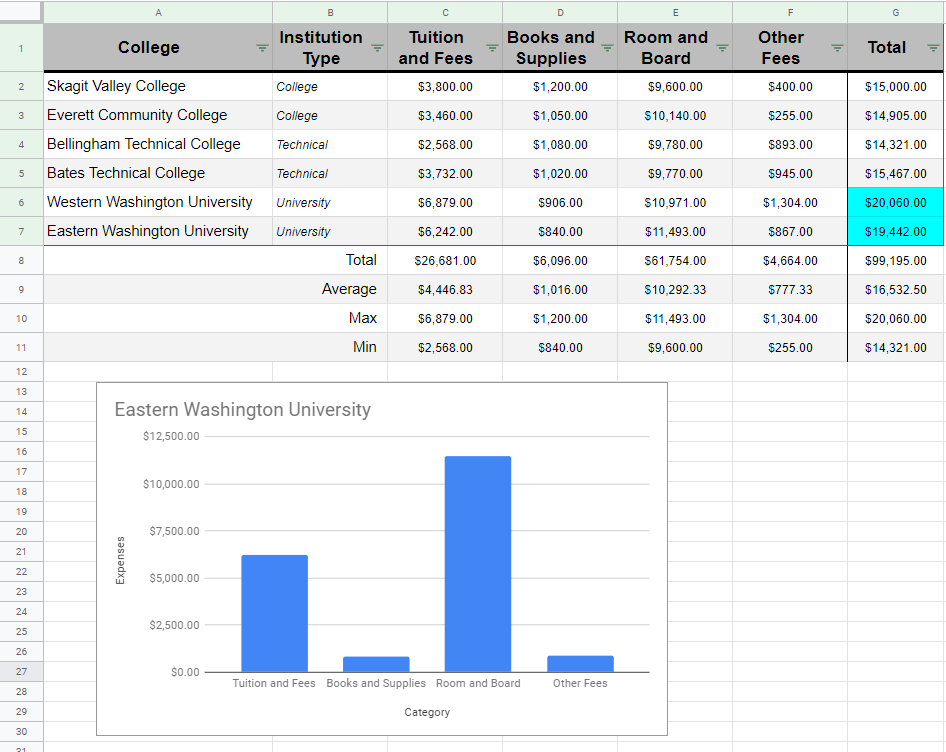 A B C D E F G
1 College Institution Type Tuition and Fees Books and Supplies Room and Board Other Fees Total
2 Skagit Valley College College $3,800.00 $1,200.00 $9,600.00 $400.00 $15,000.00
3 Everett Community College College $3,460.00 $1,050.00 $10,140.00 $255.00 $14,905.00
4 Bellingham Technical College Technical $2,568.00 $1,080.00 $9,780.00 $893.00 $14,321.00
5 Bates Technical College Technical $3,732.00 $1,020.00 $9,770.00 $945.00 $15,467.00
6 Western Washington University University $6,879.00 $906.00 $10,971.00 $1,304.00 $20,060.00
7 Eastern Washington University University $6,242.00 $840.00 $11,493.00 $867.00 $19,442.00
8 Total $26,681.00 $6,096.00 $61,754.00 $4,664.00 $99,195.00
9 Average $4,446.83 $1,016.00 $10,292.33 $777.33 $16,532.50
10 Max $6,879.00 $1,200.00 $11,493.00 $1,304.00 $20,060.00
11 Min $2,568.00 $840.00 $9,600.00 $255.00 $14,321.00
12
13
14
15
16
17
18
19
20
21
22
23
24
25
26
27
28
29
30
31
Eastern Washington University
$12,500.00
$10,000.00
$7,500.00
$5,000.00
$2,500.00
$0.00
Expenses
Tuition and Fees Books and Supplies Room and Board Other Fees
Category